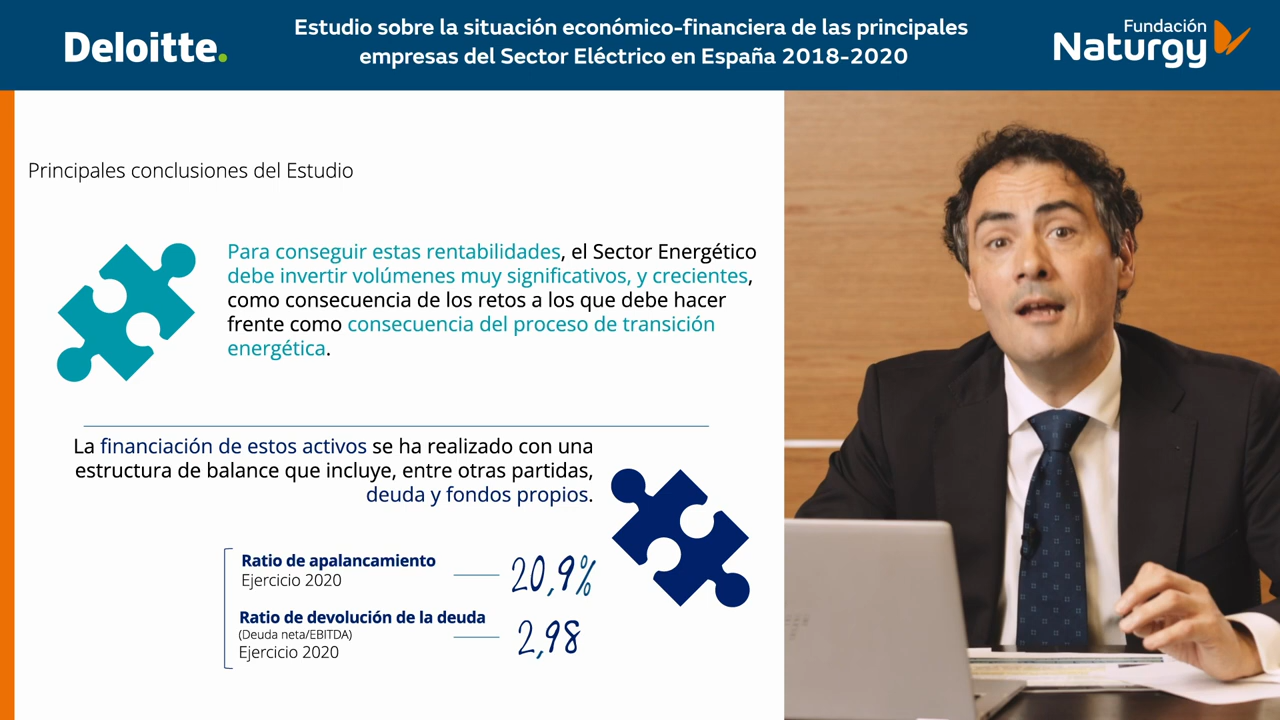 Deloitte.
Estudio sobre la situación económico-financiera de las principales
empresas del Sector Eléctrico en España 2018-2020
Fundación
Naturgy
Principales conclusiones del Estudio
Para conseguir estas rentabilidades, el Sector Energético
debe invertir volúmenes muy significativos, y crecientes,
como consecuencia de los retos a los que debe hacer
frente como consecuencia del proceso de transición
energética.
La financiación de estos activos se ha realizado con una
estructura de balance que incluye, entre otras partidas,
deuda y fondos propios.
Ratio de apalancamiento
Ejercicio 2020
20,9%
Ratio de devolución de la deuda
(Deuda neta/EBITDA)
Ejercicio 2020
2,98